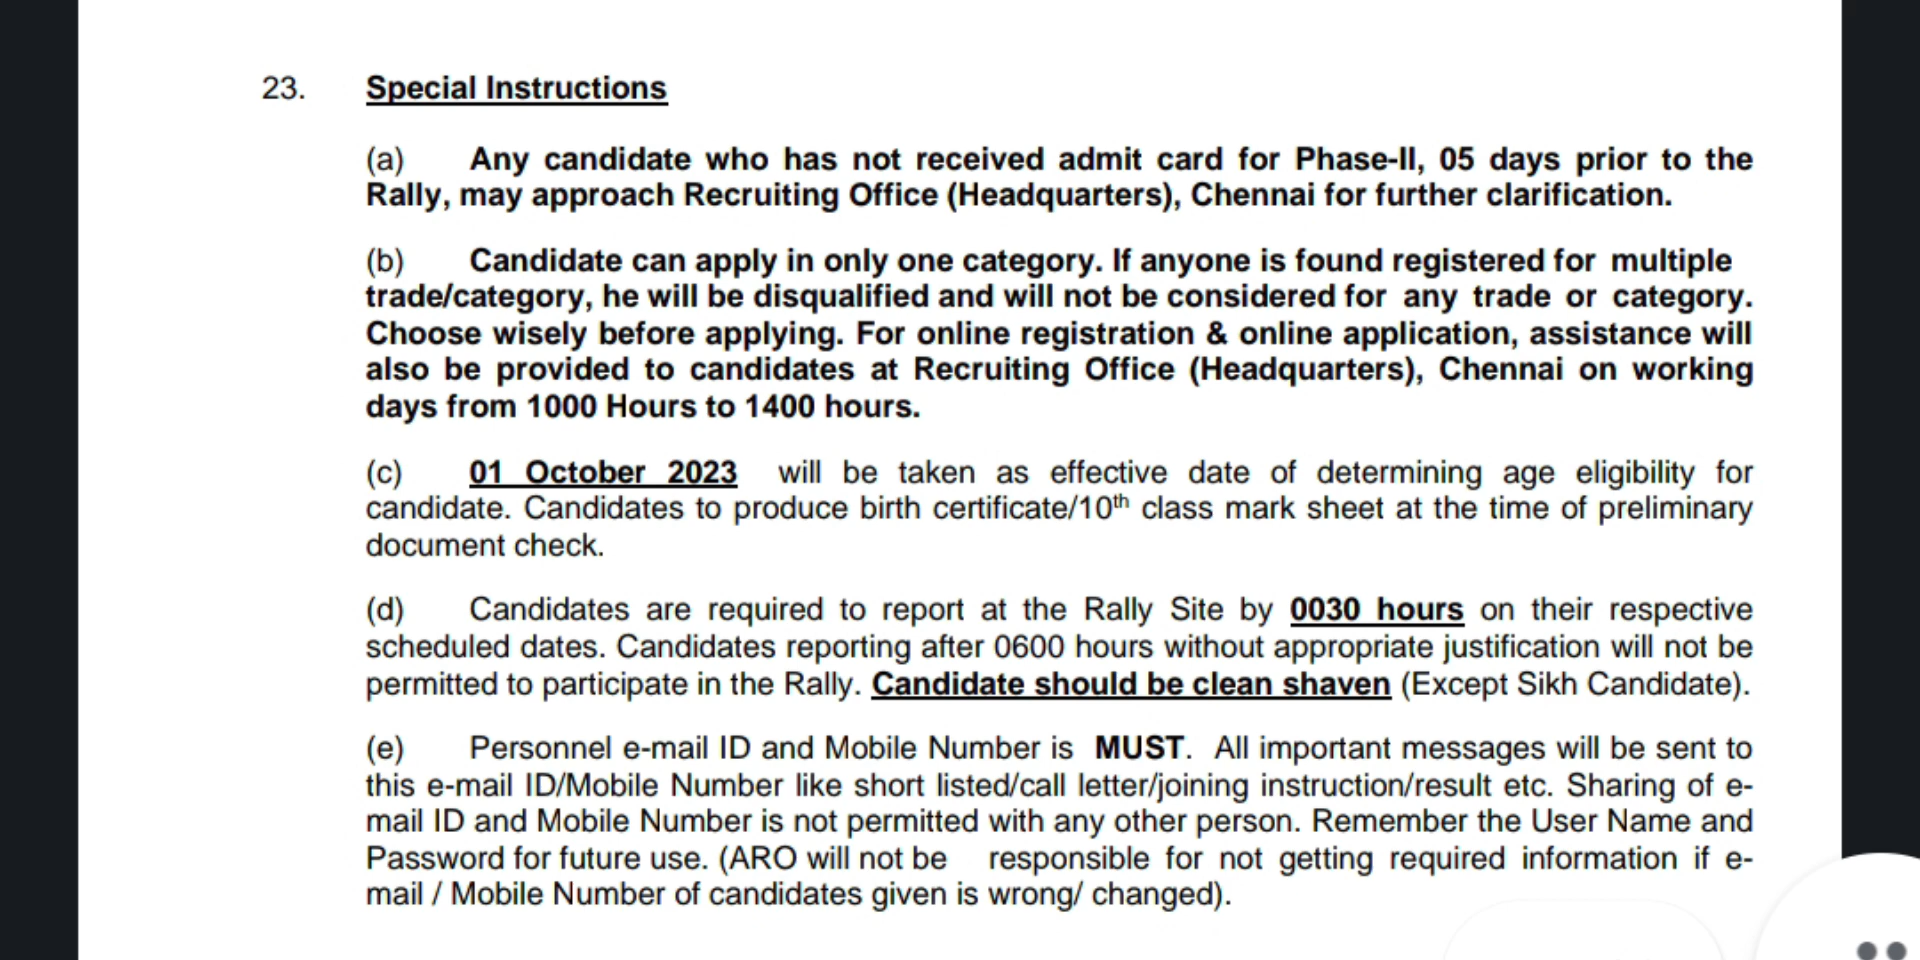 23. Special Instructions
(a) Any candidate who has not received admit card for Phase-II, 05 days prior to the
Rally, may approach Recruiting Office (Headquarters), Chennai for further clarification.
(b) Candidate can apply in only one category. If anyone is found registered for multiple
trade/category, he will be disqualified and will not be considered for any trade or category.
Choose wisely before applying. For online registration & online application, assistance will
also be provided to candidates at Recruiting Office (Headquarters), Chennai on working
days from 1000 Hours to 1400 hours.
(c) 01 October 2023 will be taken as effective date of determining age eligibility for
candidate. Candidates to produce birth certificate/10th class mark sheet at the time of preliminary
document check.
(d) Candidates are required to report at the Rally Site by 0030 hours on their respective
scheduled dates. Candidates reporting after 0600 hours without appropriate justification will not be
permitted to participate in the Rally. Candidate should be clean shaven (Except Sikh Candidate).
(e) Personnel e-mail ID and Mobile Number is MUST. All important messages will be sent to
this e-mail ID/Mobile Number like short listed/call letter/joining instruction/result etc. Sharing of e-
mail ID and Mobile Number is not permitted with any other person. Remember the User Name and
Password for future use. (ARO will not be responsible for not getting required information if e-
mail / Mobile Number of candidates given is wrong/ changed).